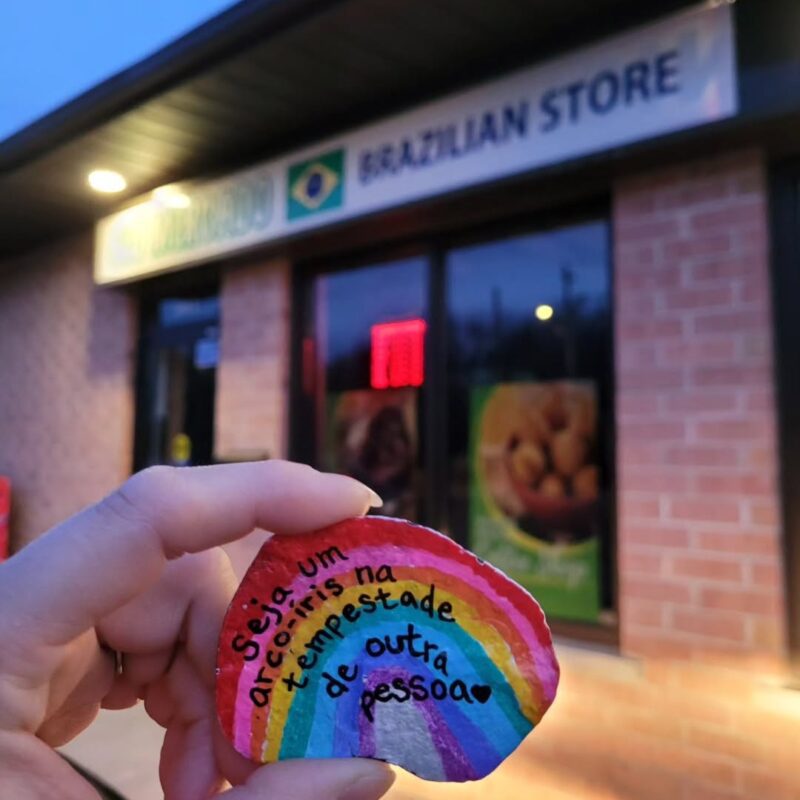 BRAZILIAN STORE
Seja um
arco-íris na
tempestade
de outra
pessoa♥